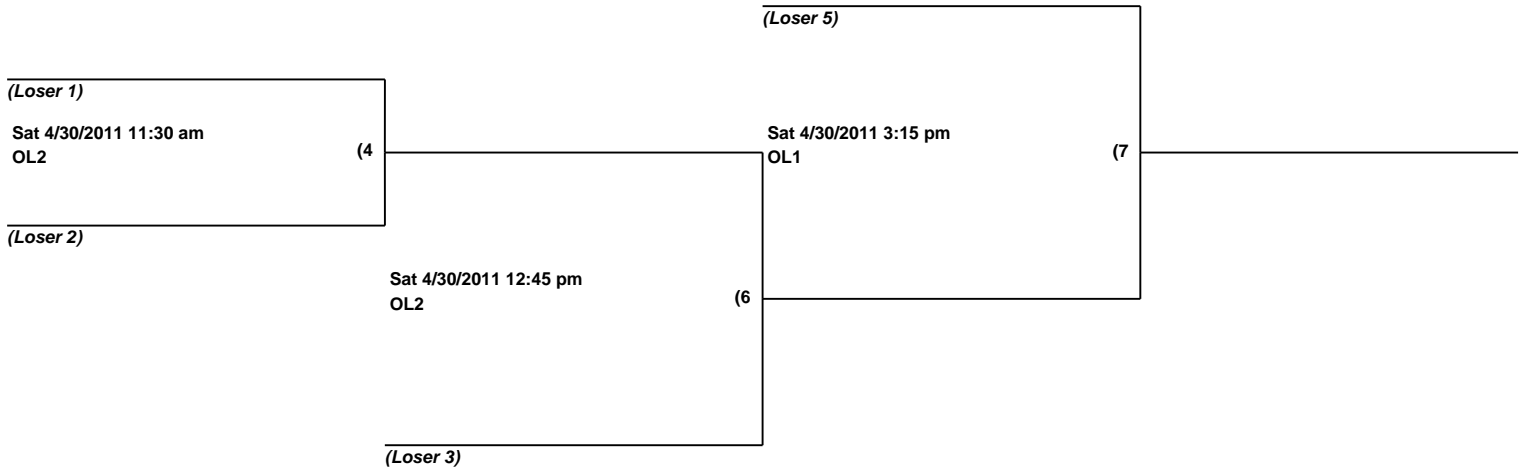 (Loser 5)
(Loser 1)
Sat 4/30/2011 11:30 am
OL2
(4
Sat 4/30/2011 3:15 pm
OL1
(7
(Loser 2)
Sat 4/30/2011 12:45 pm
OL2
(6
(Loser 3)